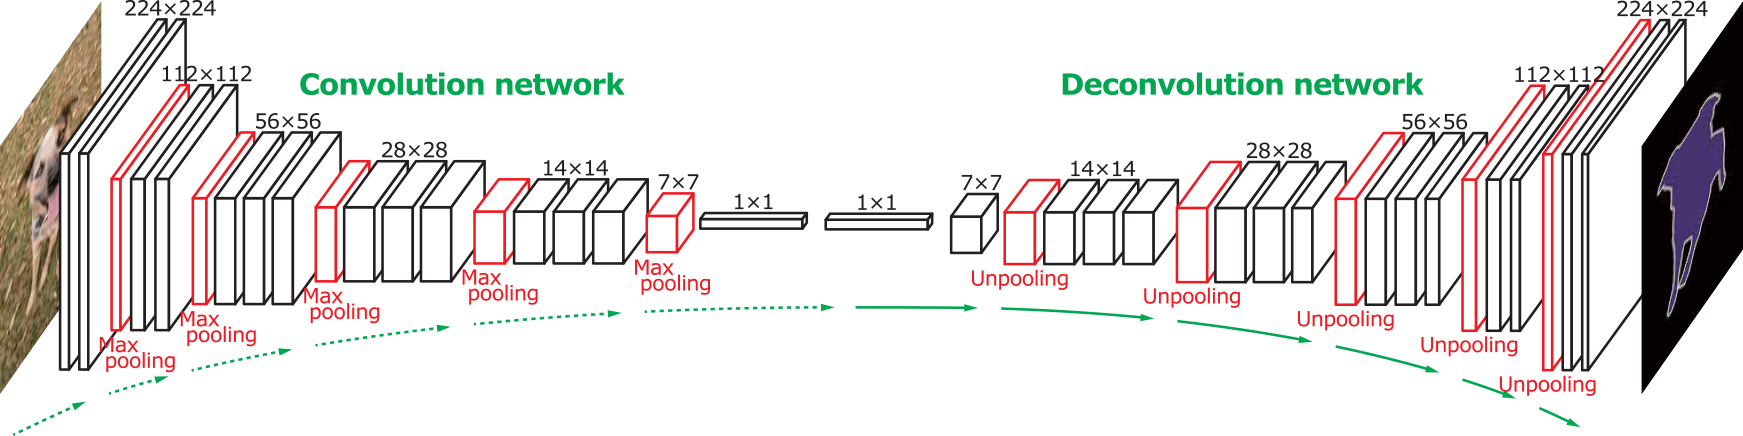 224×224
112×112
Convolution network
56×56
28×28
14×14
7×7
1×1
1×1
Deconvolution network
7×7
14×14
28×28
56×56
112×112
224×224
Max
pooling
Max
pooling
Max
pooling
Max
pooling
Max
pooling
Unpooling
Unpooling
Unpooling
Unpooling
Unpooling